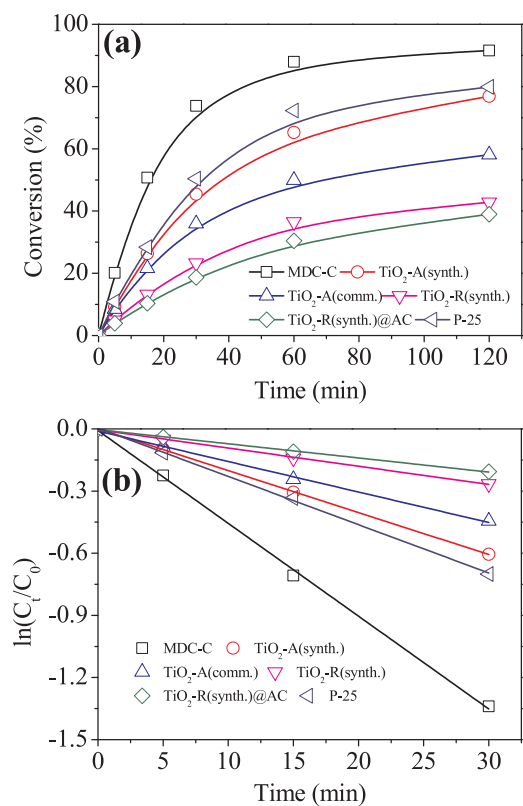 (a)
Conversion (%)
100
80
60
40
20
0
MDC-C TiO₂-A(synth.)
TiO₂-A(comm.) TiO₂-R(synth.)
TiO₂-R(synth.)@AC P-25
0 20 40 60 80 100 120
Time (min)
(b)
ln(Cₜ/C₀)
0.0
-0.3
-0.6
-0.9
-1.2
-1.5
MDC-C TiO₂-A(synth.)
TiO₂-A(comm.) TiO₂-R(synth.)
TiO₂-R(synth.)@AC P-25
0 5 10 15 20 25 30
Time (min)